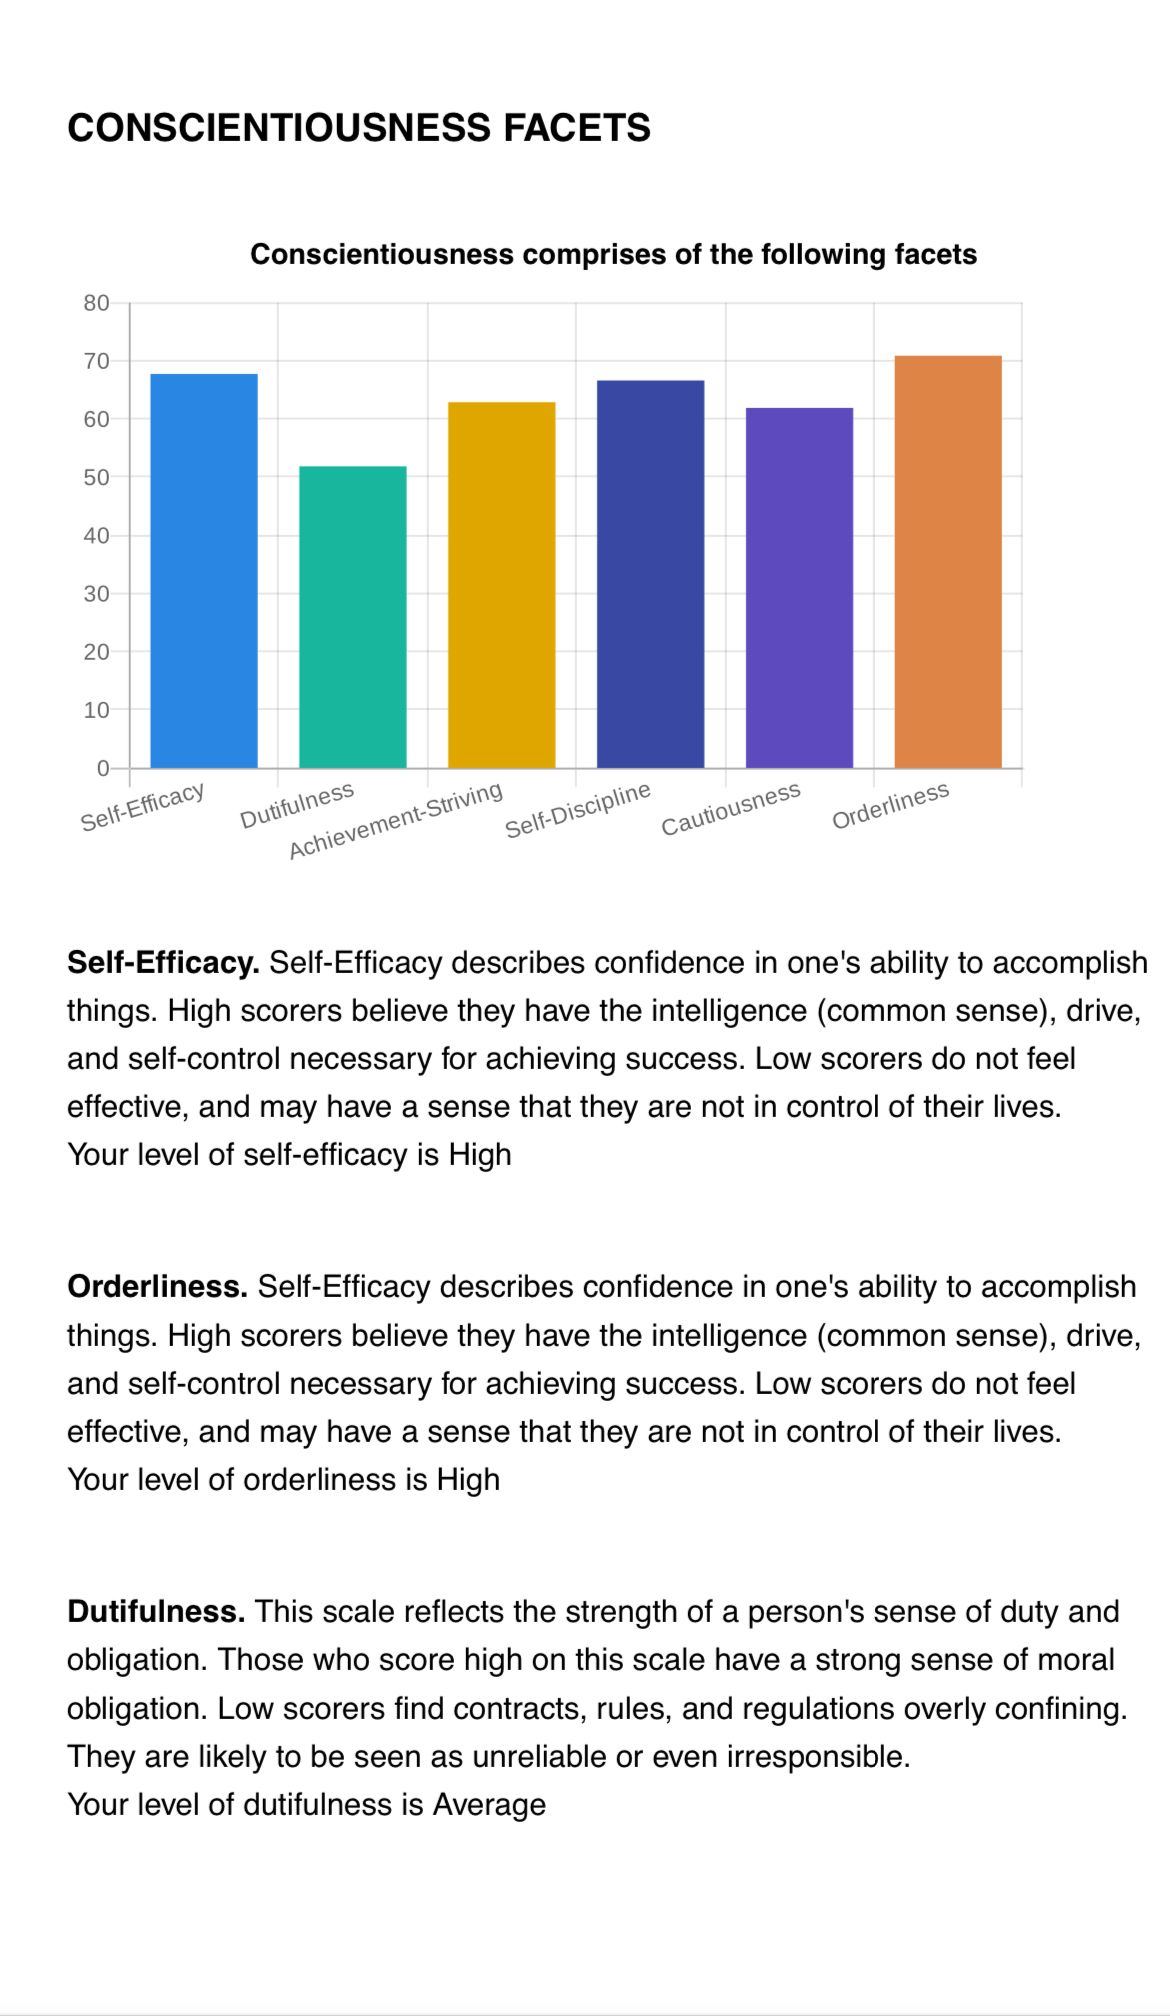 CONSCIENTIOUSNESS FACETS
Conscientiousness comprises of the following facets
80
70
60
50
40
30
20
10
0
Self-Efficacy
Dutifulness
Achievement-Striving
Self-Discipline
Cautiousness
Orderliness
Self-Efficacy. Self-Efficacy describes confidence in one's ability to accomplish
things. High scorers believe they have the intelligence (common sense), drive,
and self-control necessary for achieving success. Low scorers do not feel
effective, and may have a sense that they are not in control of their lives.
Your level of self-efficacy is High
Orderliness. Self-Efficacy describes confidence in one's ability to accomplish
things. High scorers believe they have the intelligence (common sense), drive,
and self-control necessary for achieving success. Low scorers do not feel
effective, and may have a sense that they are not in control of their lives.
Your level of orderliness is High
Dutifulness. This scale reflects the strength of a person's sense of duty and
obligation. Those who score high on this scale have a strong sense of moral
obligation. Low scorers find contracts, rules, and regulations overly confining.
They are likely to be seen as unreliable or even irresponsible.
Your level of dutifulness is Average